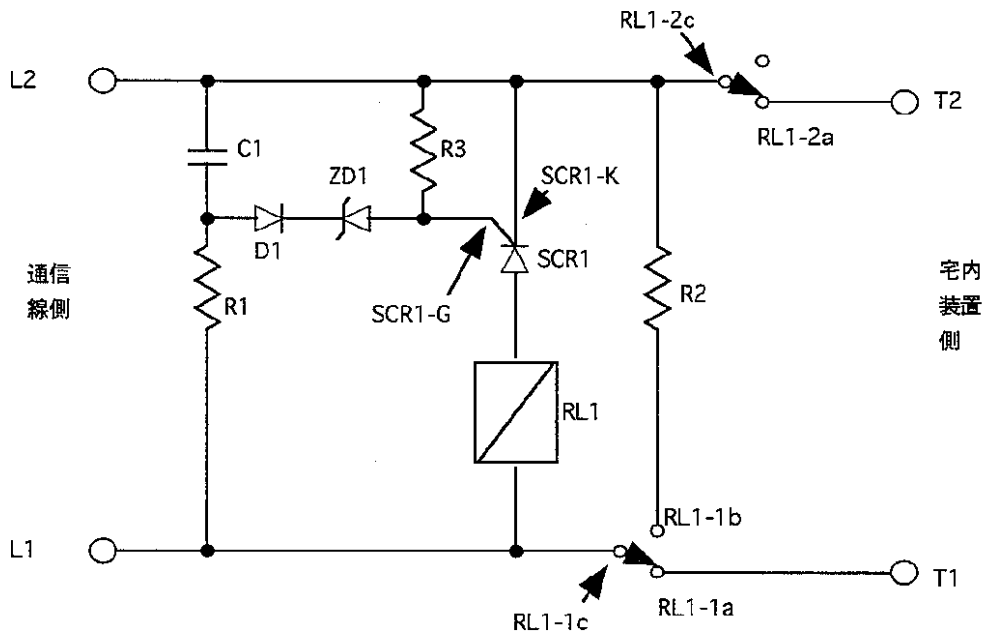 RL1-2c
L2
T2
RL1-2a
C1
R3
ZD1
SCR1-K
D1
SCR1
通信
線側
R1
SCR1-G
R2
宅内
装置
側
RL1
RL1-1b
L1
T1
RL1-1a
RL1-1c